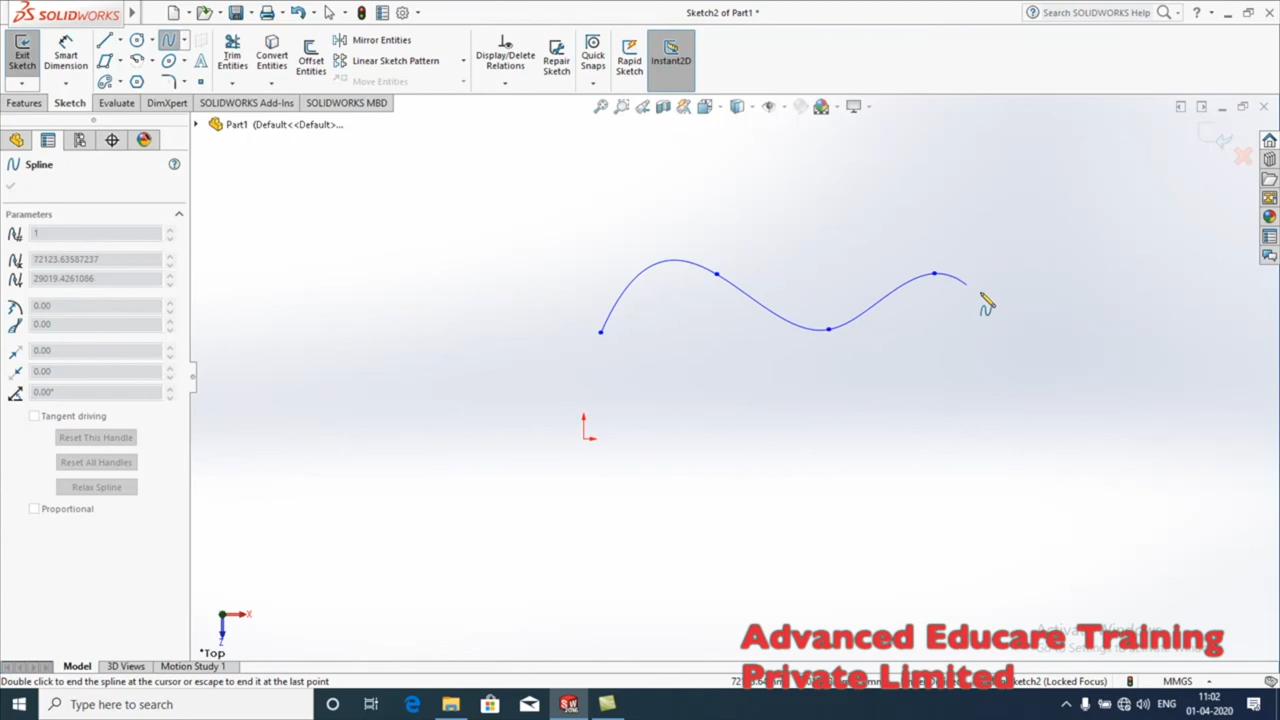 SOLIDWORKS
Sketch2 of Part1 *
Search SOLIDWORKS Help
Exit Sketch
Smart Dimension
Trim Entities
Convert Entities
Offset Entities
Mirror Entities
Linear Sketch Pattern
Move Entities
Display/Delete Relations
Repair Sketch
Quick Snaps
Rapid Sketch
Instant2D
Features Sketch Evaluate DimXpert SOLIDWORKS Add-Ins SOLIDWORKS MBD
Part1 (Default<<Default>...
Spline
Parameters
1
72123.63587237
29019.4261086
0.00
0.00
0.00
0.00
0.00°
Tangent driving
Reset This Handle
Reset All Handles
Relax Spline
Proportional
X
Z
*Top
Activate Windows
Advanced Educare Training
Private Limited
Model 3D Views Motion Study 1
Double click to end the spline at the cursor or escape to end it at the last point
Sketch2 (Locked Focus)
MMGS
Type here to search
ENG
11:02
01-04-2020